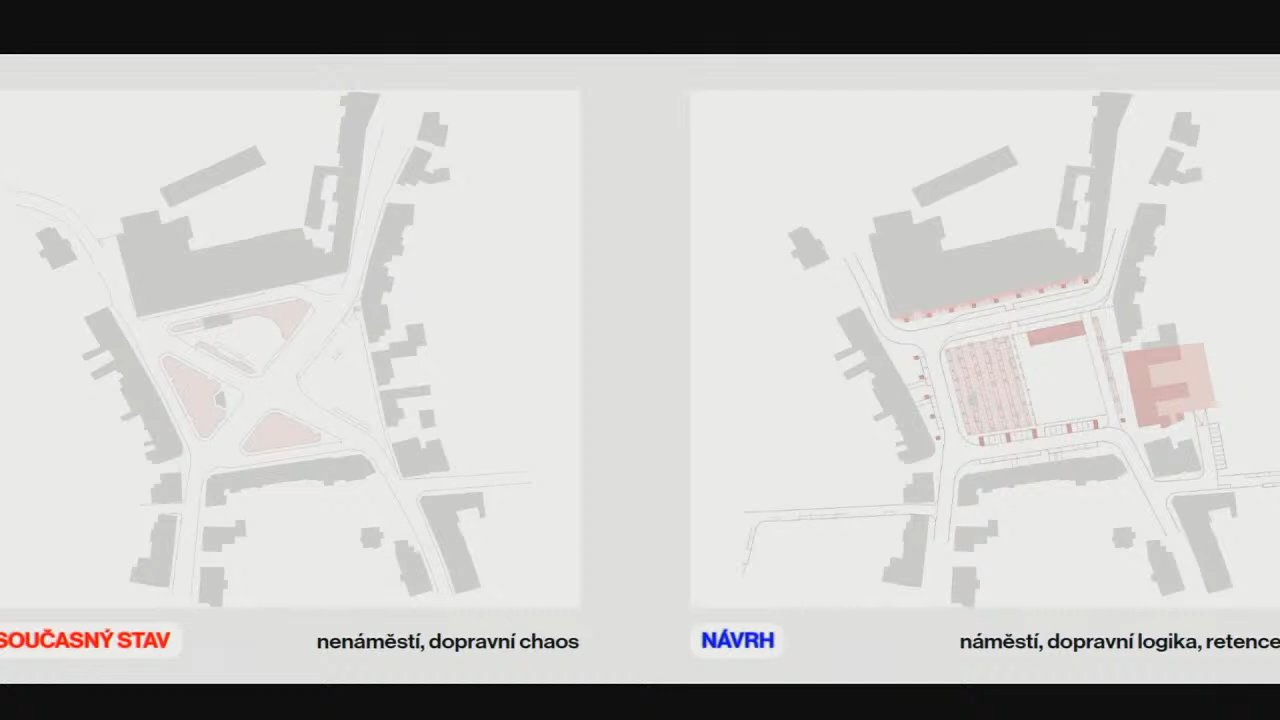 SOUČASNÝ STAV
nenáměstí, dopravní chaos
NÁVRH
náměstí, dopravní logika, retence